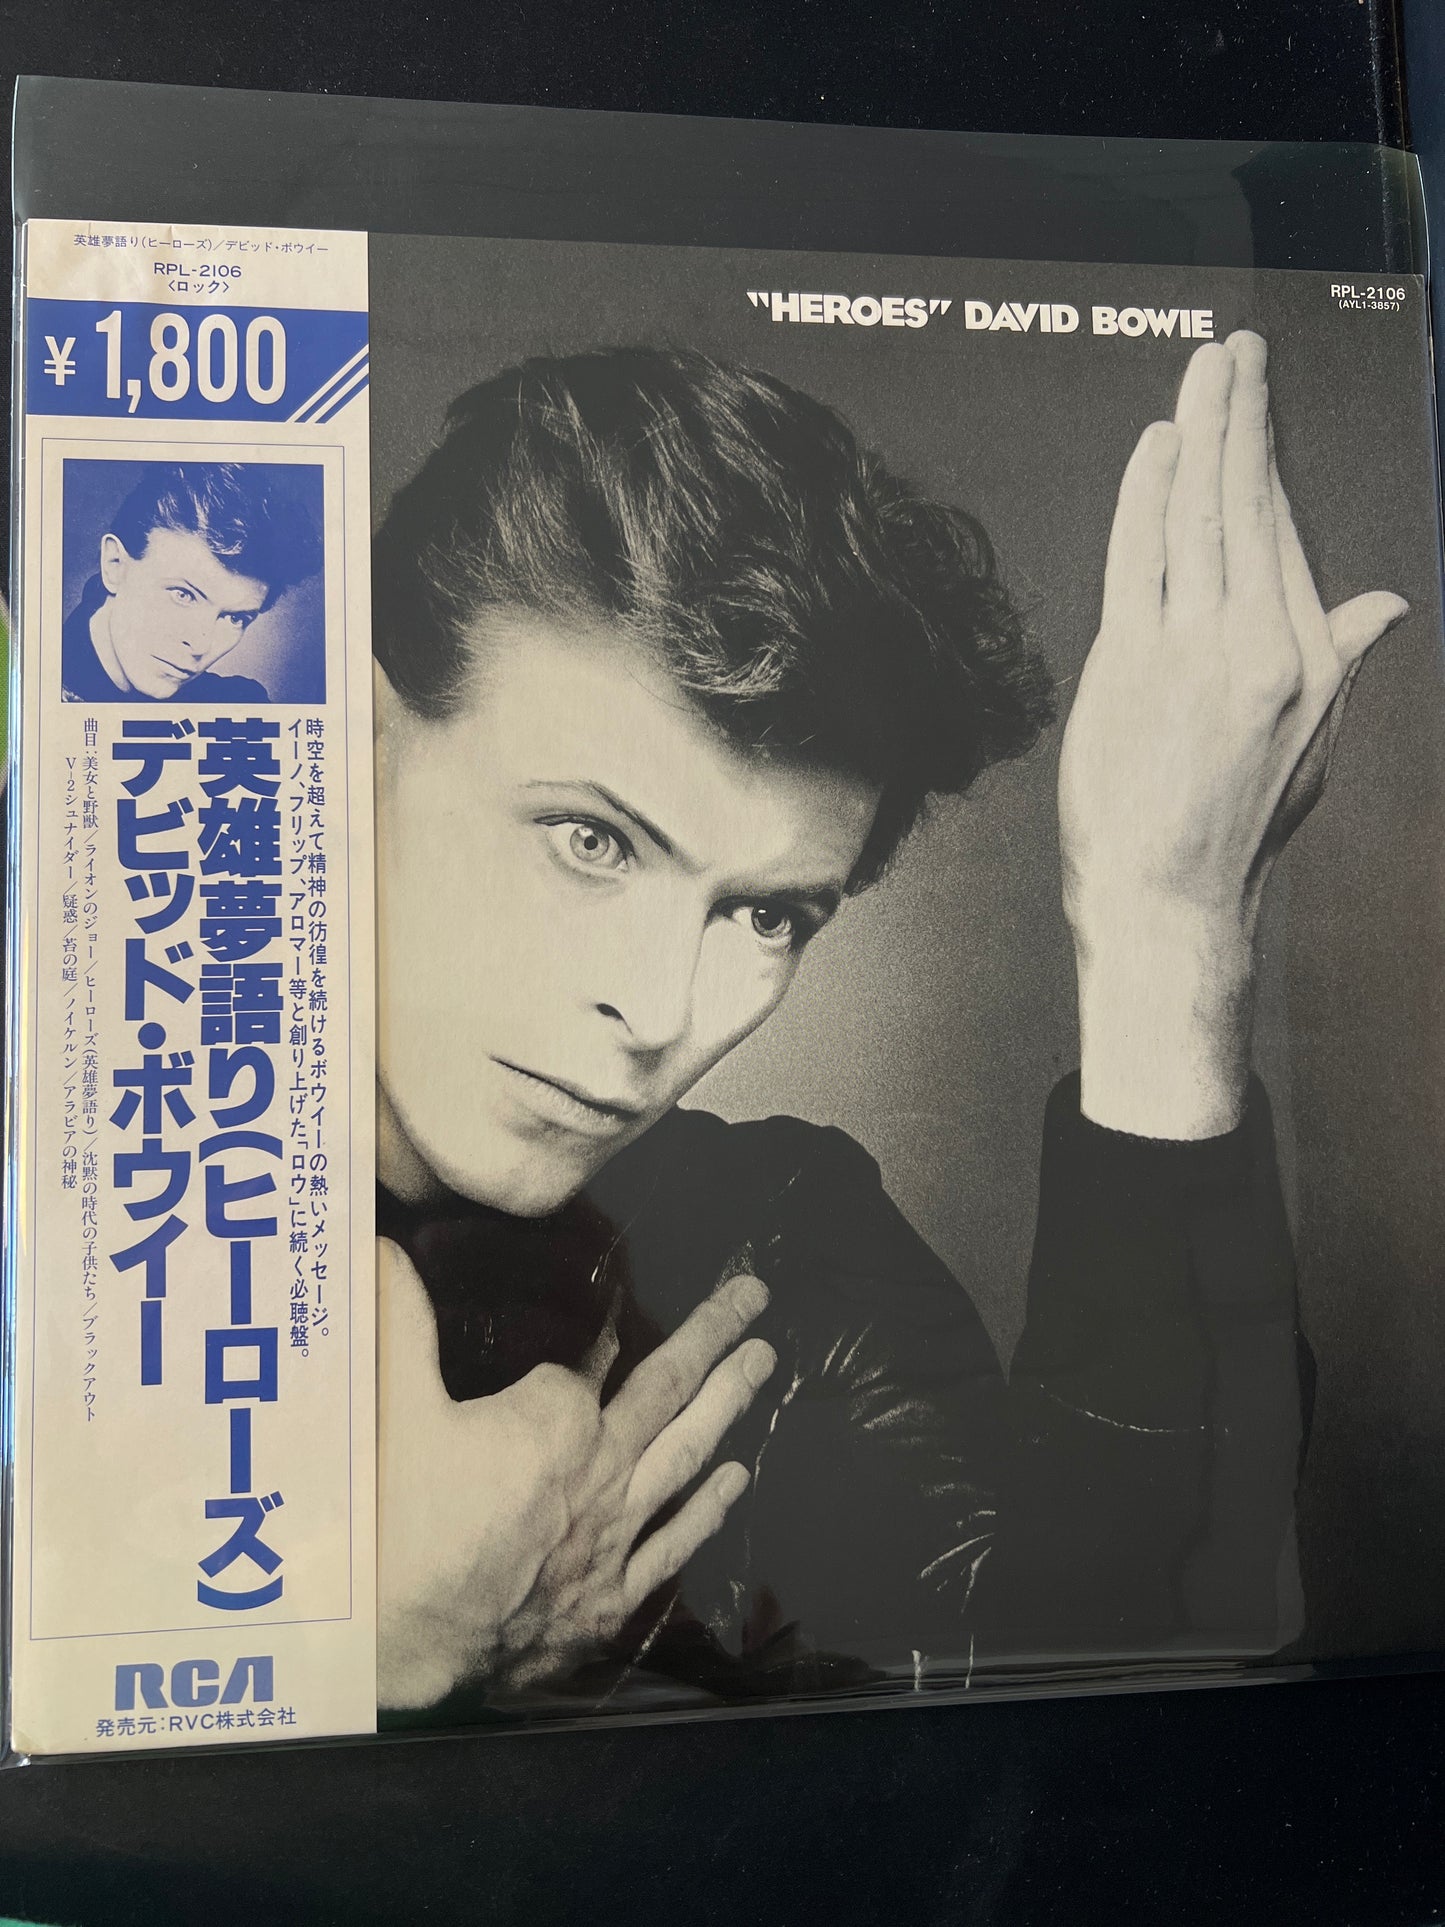 英雄夢語り(ヒーローズ)／デビッド・ボウイー
RPL-2106
〈ロック〉
¥1,800
時空を超えて精神の彷徨を続けるボウイーの熱いメッセージ。
イーノ、フリップ、アロマー等と創り上げた「ロウ」に続く必聴盤。
英雄夢語り(ヒーローズ)
デビッド・ボウイー
曲目：美女と野獣／ライオンのジョー／ヒーローズ(英雄夢語り)／沈黙の時代の子供たち／ブラックアウト
V-2シュナイダー／疑惑／苔の庭／ノイケルン／アラビアの神秘
RCA
発売元：RVC株式会社
"HEROES" DAVID BOWIE
RPL-2106
(AYL1-3857)